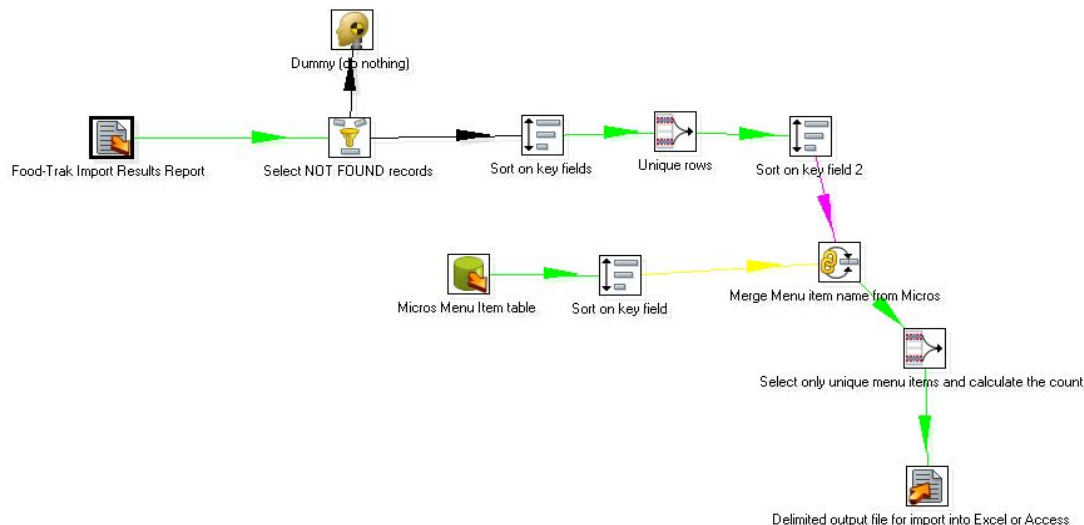 Dummy (do nothing)
Food-Trak Import Results Report
Select NOT FOUND records
Sort on key fields
Unique rows
Sort on key field 2
Micros Menu Item table
Sort on key field
Merge Menu item name from Micros
Select only unique menu items and calculate the count
Delimited output file for import into Excel or Access